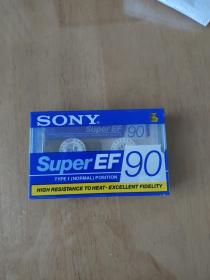 SONY
Super EF 90
Super EF 90
TYPE I (NORMAL) POSITION
HIGH RESISTANCE TO HEAT • EXCELLENT FIDELITY